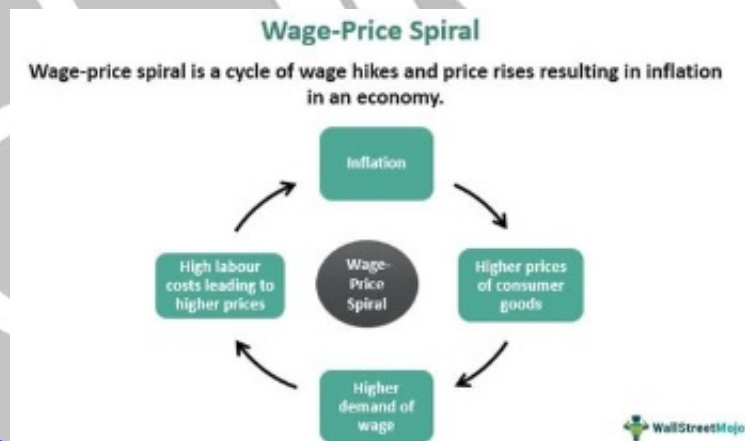 Wage-Price Spiral
Wage-price spiral is a cycle of wage hikes and price rises resulting in inflation
in an economy.
Inflation
High labour
costs leading to
higher prices
Wage-
Price
Spiral
Higher prices
of consumer
goods
Higher
demand of
wage
WallStreetMojo